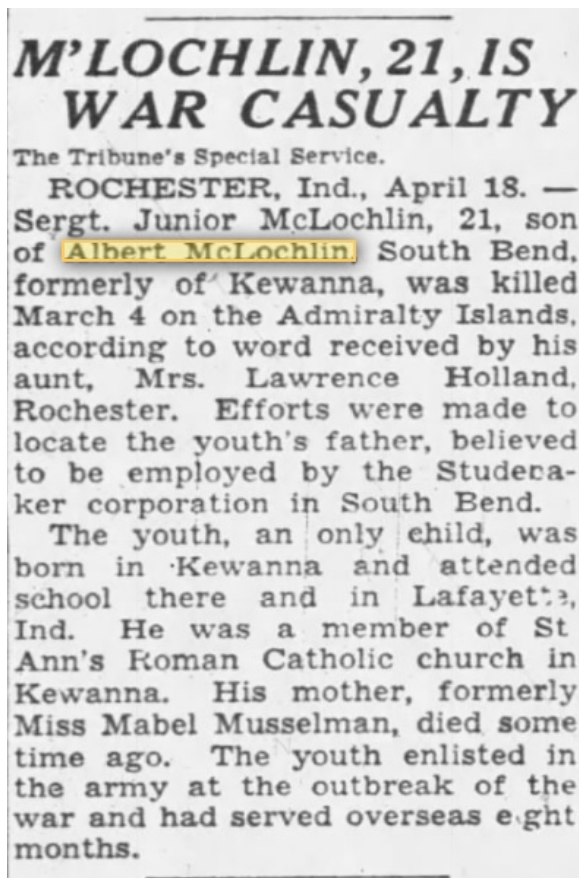 M'LOCHLIN, 21, IS
WAR CASUALTY
The Tribune's Special Service.
ROCHESTER, Ind., April 18. —
Sergt. Junior McLochlin, 21, son
of Albert McLochlin, South Bend,
formerly of Kewanna, was killed
March 4 on the Admiralty Islands,
according to word received by his
aunt, Mrs. Lawrence Holland,
Rochester. Efforts were made to
locate the youth's father, believed
to be employed by the Studeba-
ker corporation in South Bend.
The youth, an only child, was
born in Kewanna and attended
school there and in Lafayette,
Ind. He was a member of St
Ann's Roman Catholic church in
Kewanna. His mother, formerly
Miss Mabel Musselman, died some
time ago. The youth enlisted in
the army at the outbreak of the
war and had served overseas eight
months.